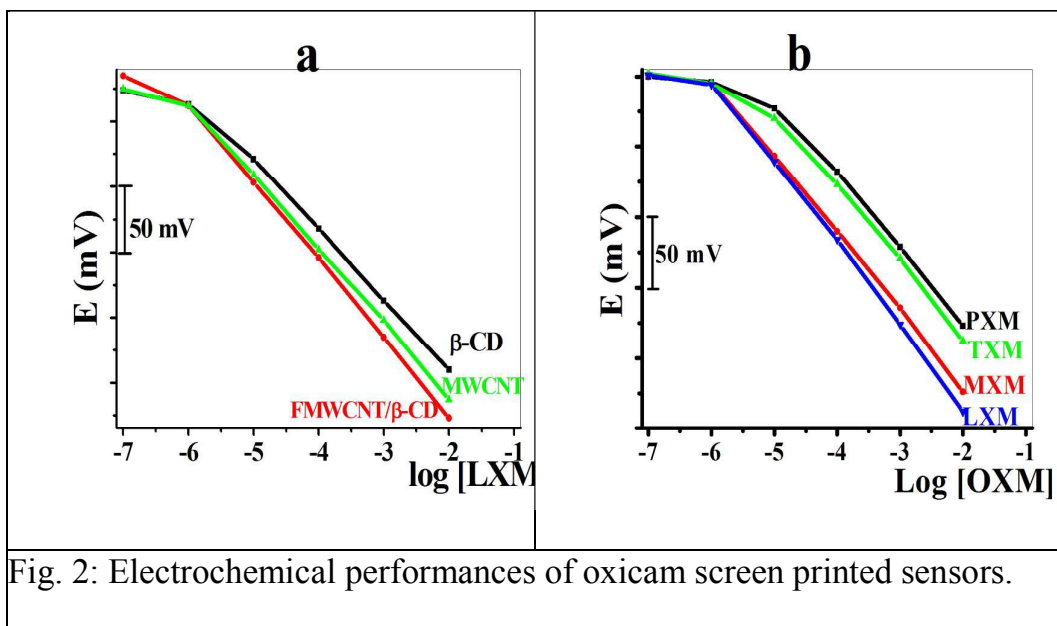 a
E (mV)
50 mV
β-CD
MWCNT
FMWCNT/β-CD
-7 -6 -5 -4 -3 -2 -1
log [LXM
b
E (mV)
50 mV
PXM
TXM
MXM
LXM
-7 -6 -5 -4 -3 -2 -1
Log [OXM]
Fig. 2: Electrochemical performances of oxicam screen printed sensors.